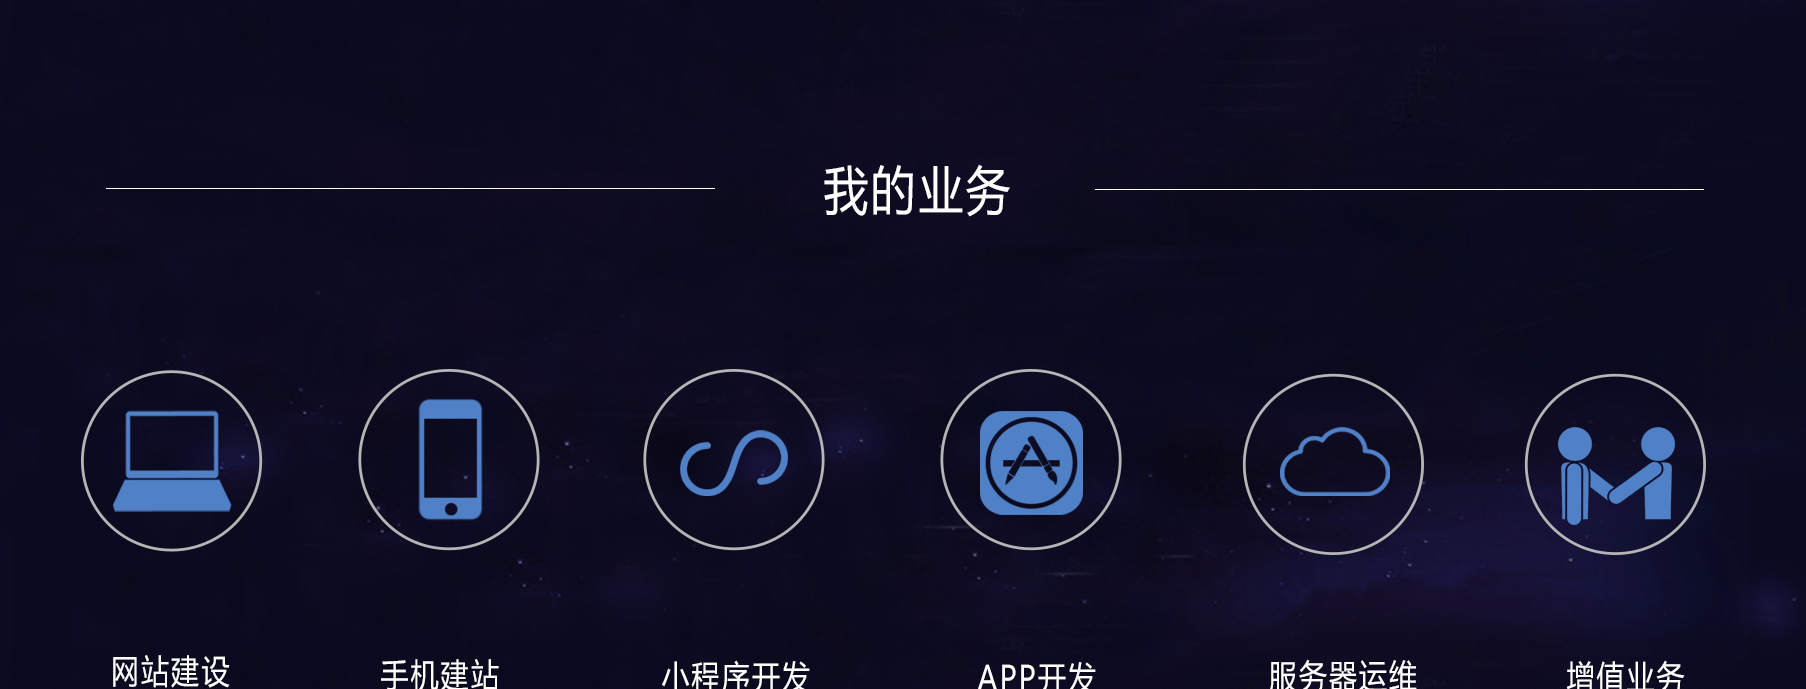 我的业务
网站建设
手机建站
小程序开发
APP开发
服务器运维
增值业务